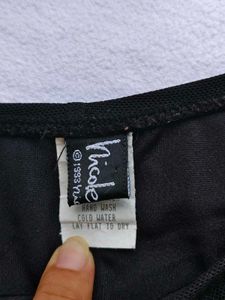 nicole
©1993
HAND WASH
COLD WATER
LAY FLAT TO DRY